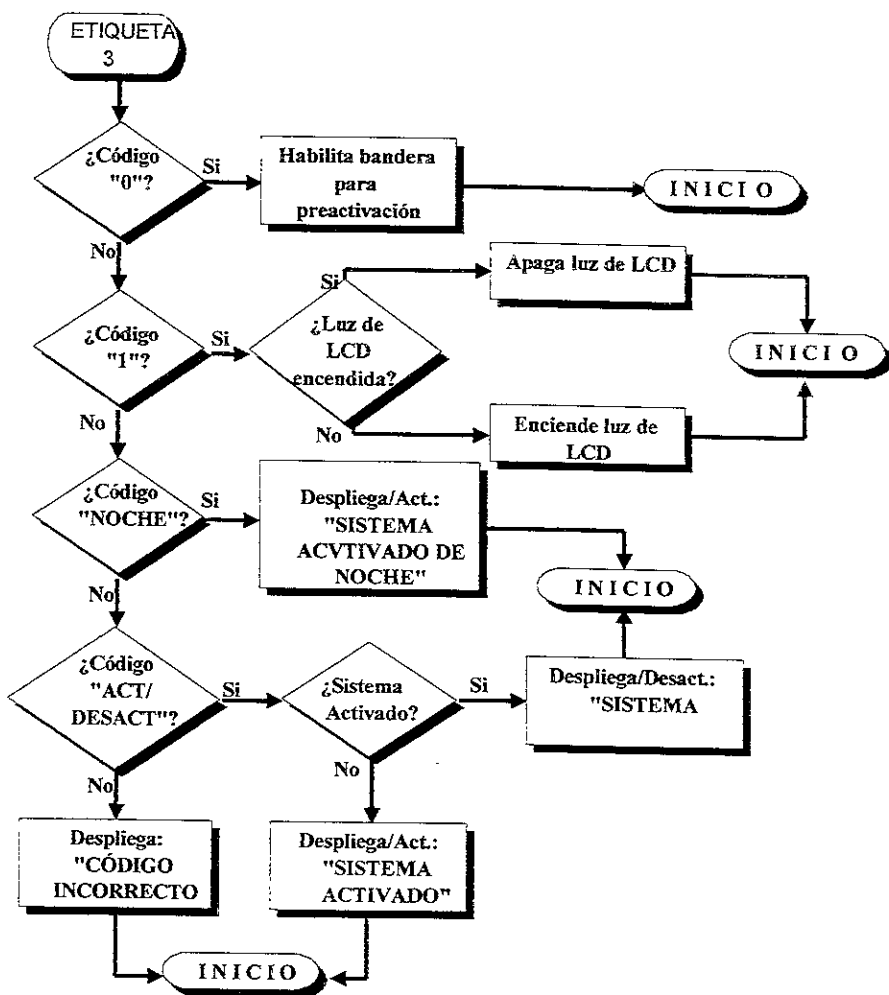 ETIQUETA
3
¿Código
"0"?
Si
Habilita bandera
para
preactivación
INICIO
No
¿Código
"1"?
Si
¿Luz de
LCD
encendida?
Si
Apaga luz de LCD
INICIO
No
Enciende luz de
LCD
No
¿Código
"NOCHE"?
Si
Despliega/Act.:
"SISTEMA
ACVTIVADO DE
NOCHE"
INICIO
No
¿Código
"ACT/
DESACT"?
Si
¿Sistema
Activado?
Si
Despliega/Desact.:
"SISTEMA
No
No
Despliega:
"CÓDIGO
INCORRECTO
Despliega/Act.:
"SISTEMA
ACTIVADO"
INICIO